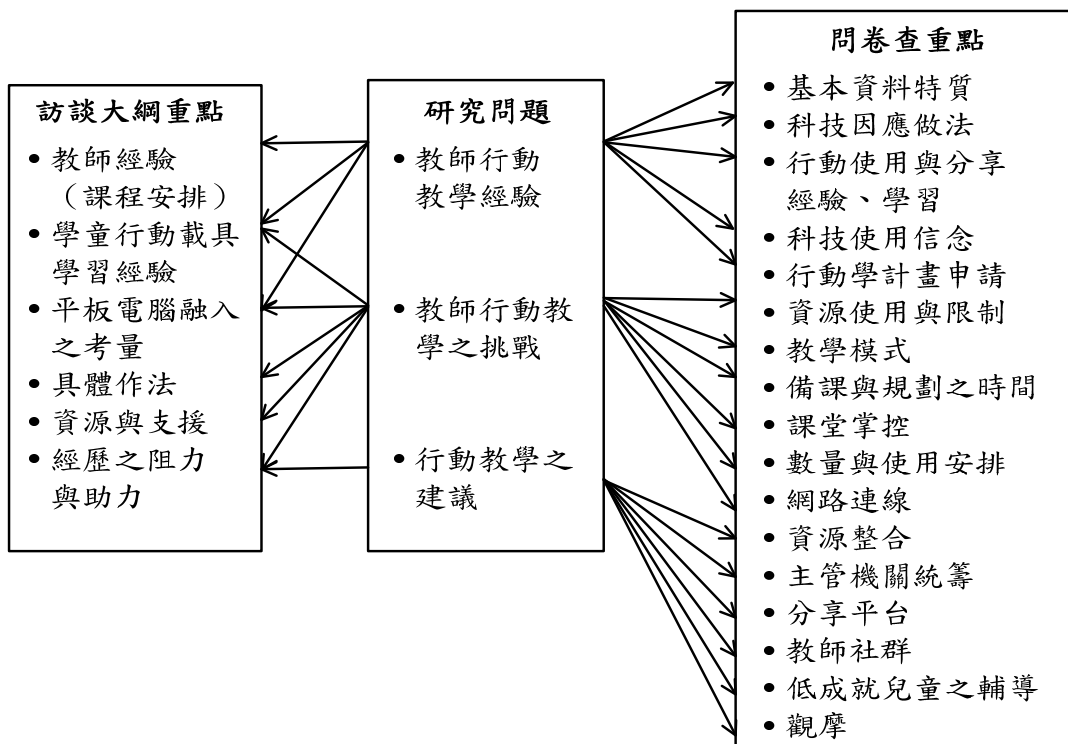 訪談大綱重點
• 教師經驗
（課程安排）
• 學童行動載具
學習經驗
• 平板電腦融入
之考量
• 具體作法
• 資源與支援
• 經歷之阻力
與助力
研究問題
• 教師行動
教學經驗
• 教師行動教
學之挑戰
• 行動教學之
建議
問卷查重點
• 基本資料特質
• 科技因應做法
• 行動使用與分享
經驗、學習
• 科技使用信念
• 行動學計畫申請
• 資源使用與限制
• 教學模式
• 備課與規劃之時間
• 課堂掌控
• 數量與使用安排
• 網路連線
• 資源整合
• 主管機關統籌
• 分享平台
• 教師社群
• 低成就兒童之輔導
• 觀摩